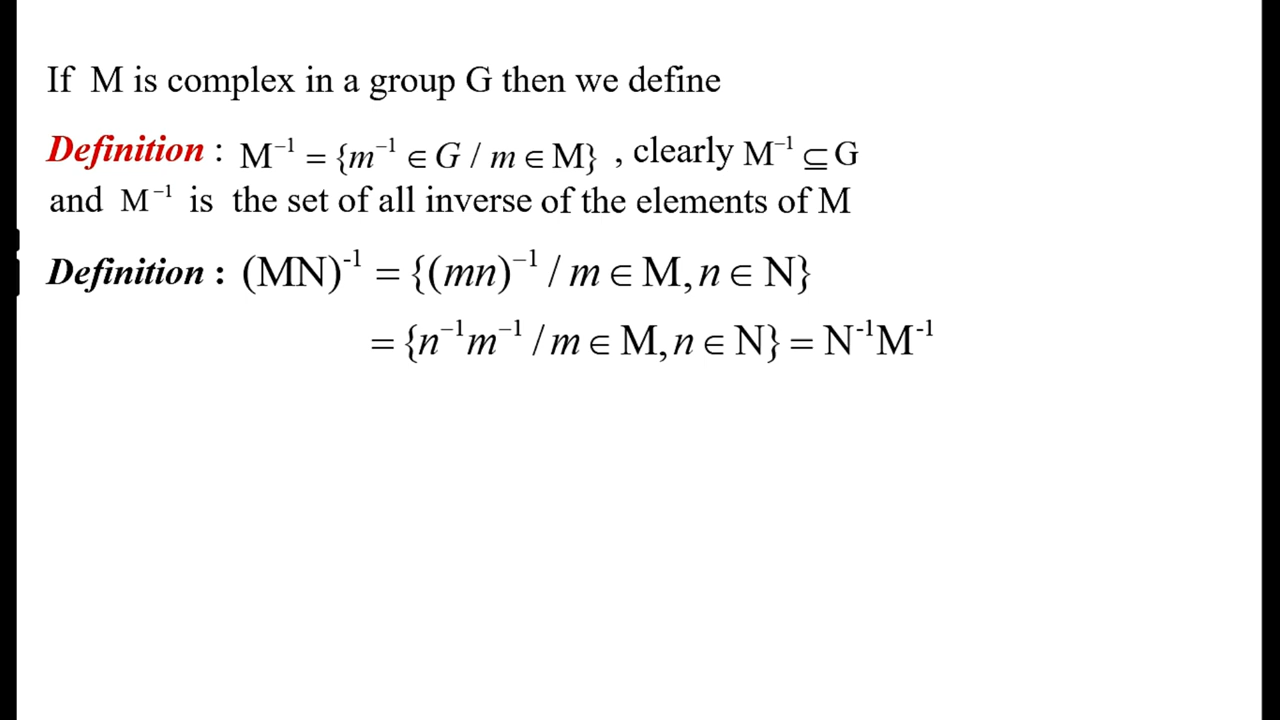 If M is complex in a group G then we define
Definition : M⁻¹ = {m⁻¹ ∈ G / m ∈ M} , clearly M⁻¹ ⊆ G
and M⁻¹ is the set of all inverse of the elements of M
Definition : (MN)⁻¹ = {(mn)⁻¹ / m ∈ M, n ∈ N}
= {n⁻¹m⁻¹ / m ∈ M, n ∈ N} = N⁻¹M⁻¹